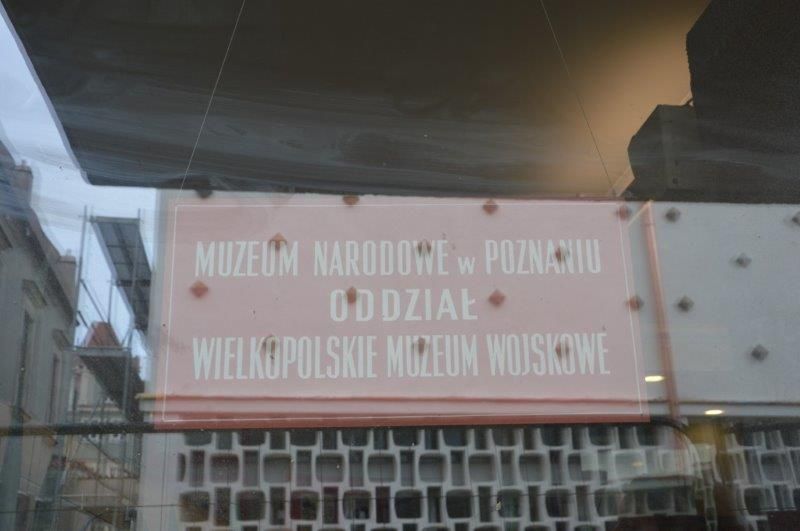 MUZEUM NARODOWE w POZNANIU
ODDZIAŁ
WIELKOPOLSKIE MUZEUM WOJSKOWE